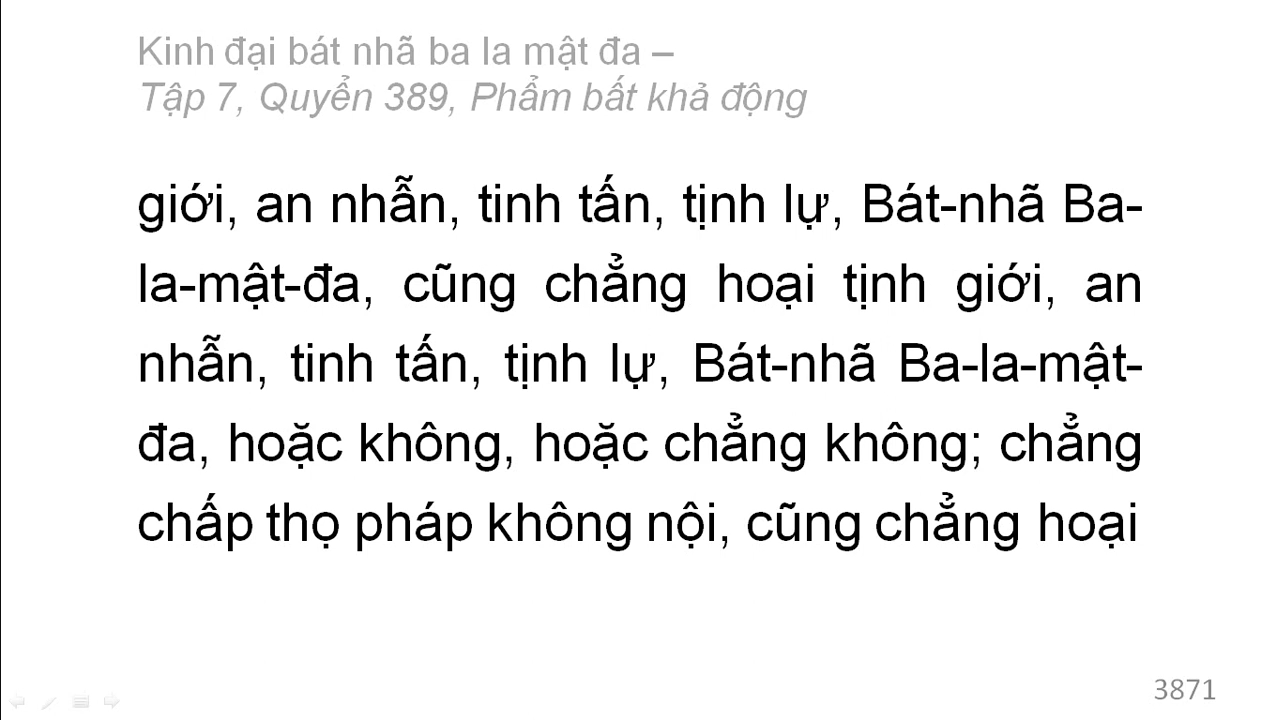 Kinh đại bát nhã ba la mật đa –
Tập 7, Quyển 389, Phẩm bất khả động
giới, an nhẫn, tinh tấn, tịnh lự, Bát-nhã Ba-
la-mật-đa, cũng chẳng hoại tịnh giới, an
nhẫn, tinh tấn, tịnh lự, Bát-nhã Ba-la-mật-
đa, hoặc không, hoặc chẳng không; chẳng
chấp thọ pháp không nội, cũng chẳng hoại
3871